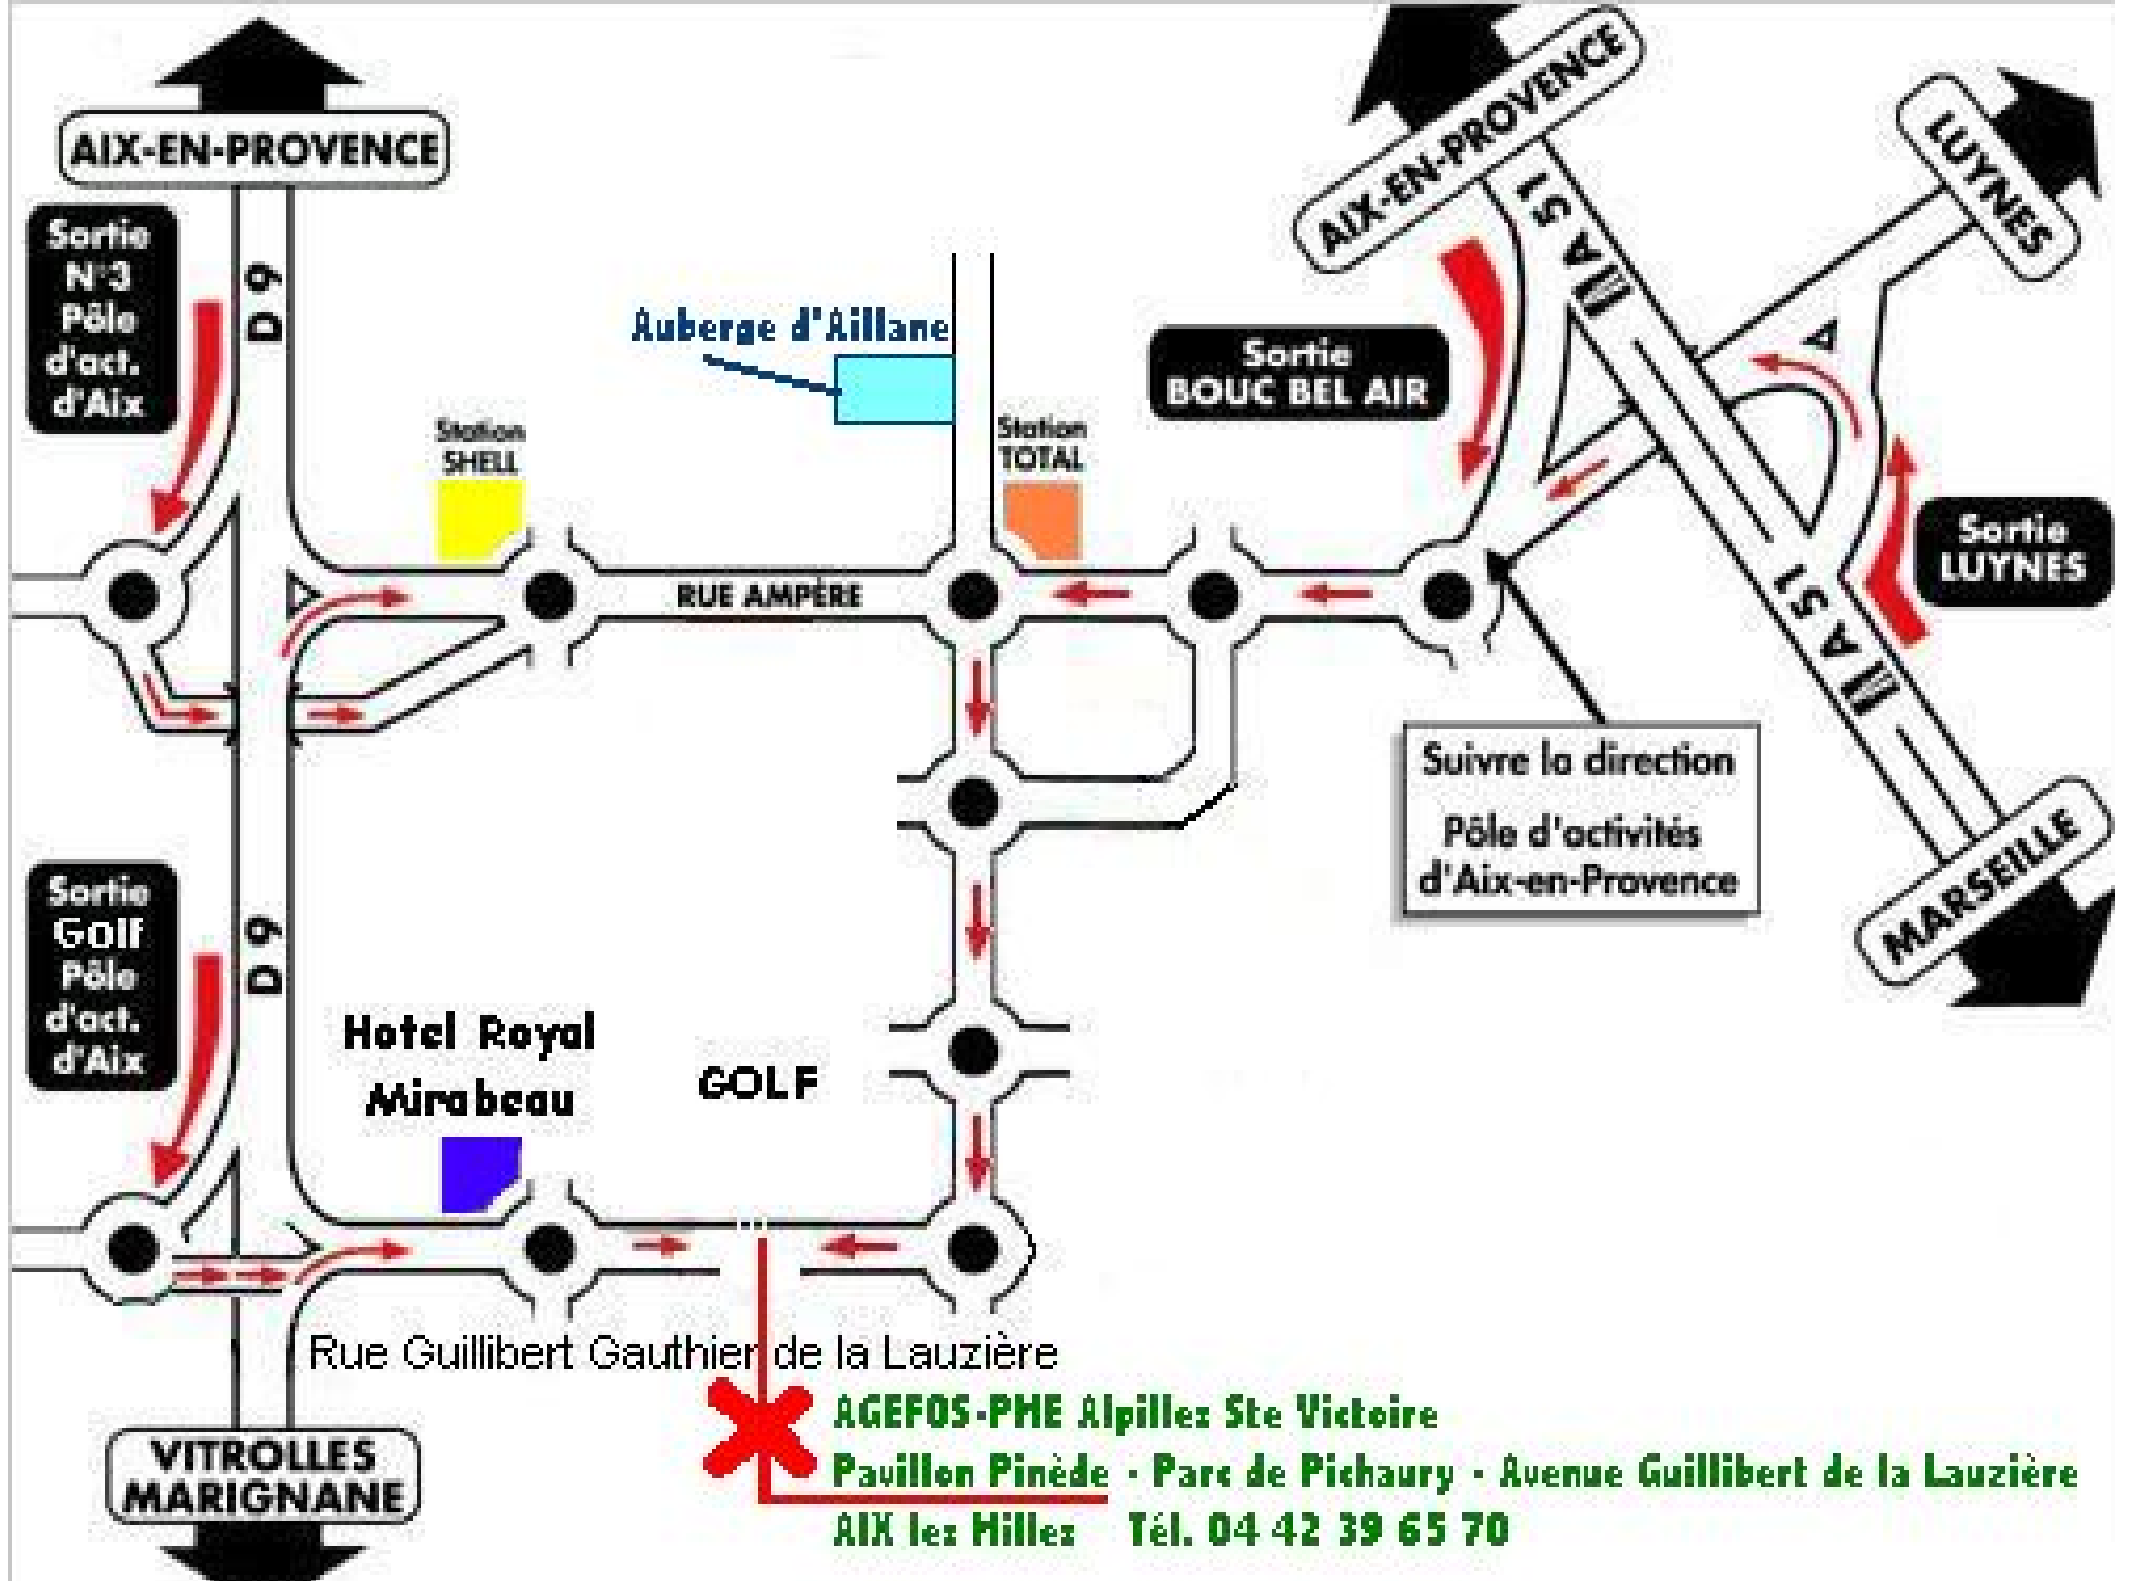 AIX-EN-PROVENCE
Sortie
N°3
Pôle
d'act.
d'Aix
D 9
Auberge d'Aillane
Station
SHELL
Station
TOTAL
RUE AMPÈRE
AIX-EN-PROVENCE
A 51
LUYNES
Sortie
BOUC BEL AIR
Sortie
LUYNES
A 51
Suivre la direction
Pôle d'activités
d'Aix-en-Provence
MARSEILLE
Sortie
Golf
Pôle
d'act.
d'Aix
D 9
Hotel Royal
Mirabeau
GOLF
Rue Guillibert Gauthier de la Lauzière
VITROLLES
MARIGNANE
AGEFOS-PME Alpilles Ste Victoire
Pavillon Pinède - Parc de Pichaury - Avenue Guillibert de la Lauzière
AIX les Milles Tél. 04 42 39 65 70